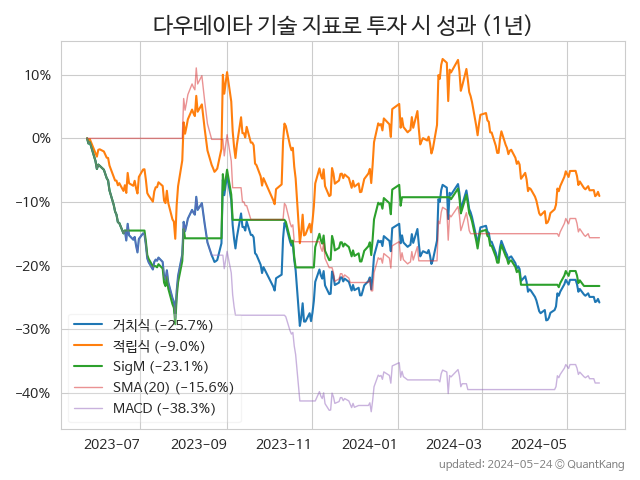 다우데이타 기술 지표로 투자 시 성과 (1년)
10%
0%
−10%
−20%
−30%
−40%
거치식 (−25.7%)
적립식 (−9.0%)
SigM (−23.1%)
SMA(20) (−15.6%)
MACD (−38.3%)
2023−07
2023−09
2023−11
2024−01
2024−03
2024−05
updated: 2024−05−24 © QuantKang